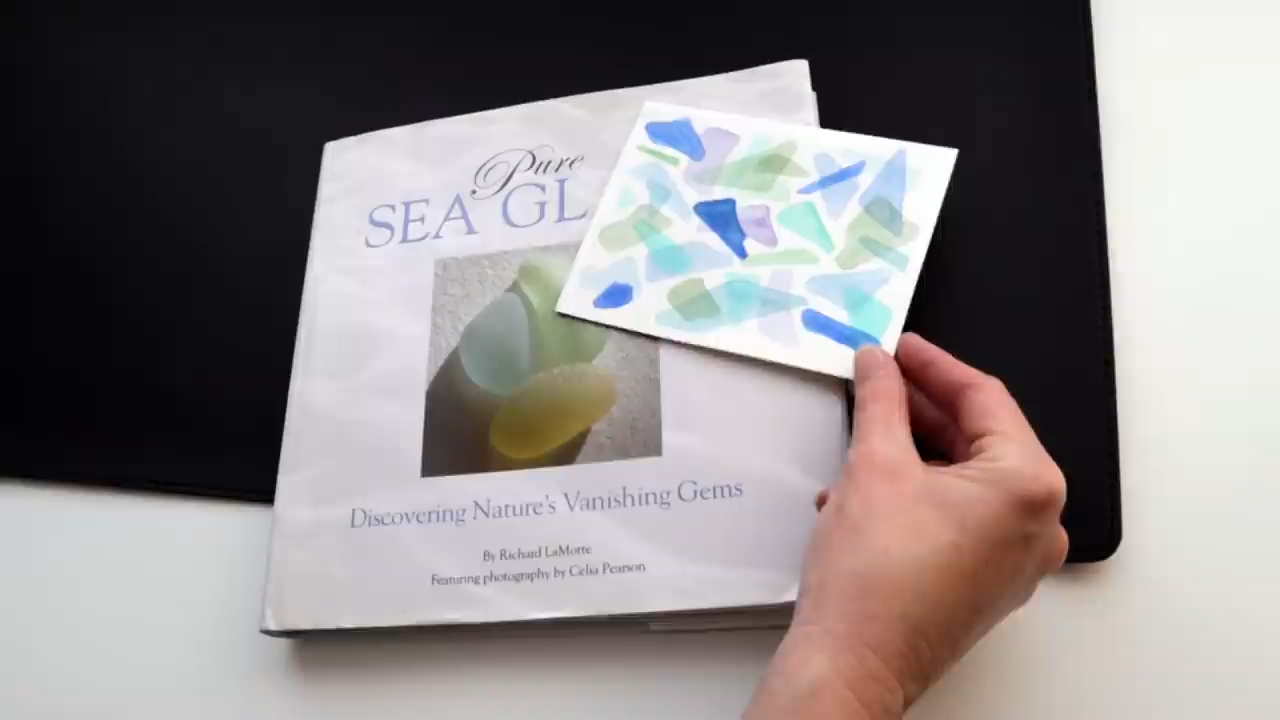 Pure
SEA GL
Discovering Nature's Vanishing Gems
By Richard LaMotte
Featuring photography by Celia Pearson